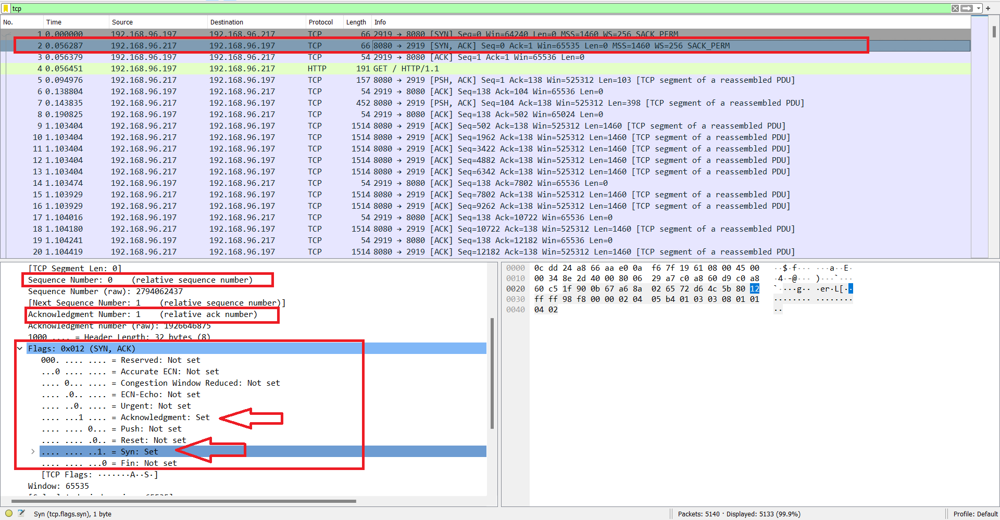 tcp
No. Time Source Destination Protocol Length Info
1 0.000000 192.168.96.197 192.168.96.217 TCP 66 2919 → 8080 [SYN] Seq=0 Win=64240 Len=0 MSS=1460 WS=256 SACK_PERM
2 0.056287 192.168.96.217 192.168.96.197 TCP 66 8080 → 2919 [SYN, ACK] Seq=0 Ack=1 Win=65535 Len=0 MSS=1460 WS=256 SACK_PERM
3 0.056379 192.168.96.197 192.168.96.217 TCP 54 2919 → 8080 [ACK] Seq=1 Ack=1 Win=65536 Len=0
4 0.056451 192.168.96.197 192.168.96.217 HTTP 191 GET / HTTP/1.1
5 0.094976 192.168.96.217 192.168.96.197 TCP 157 8080 → 2919 [PSH, ACK] Seq=1 Ack=138 Win=525312 Len=103 [TCP segment of a reassembled PDU]
6 0.138804 192.168.96.197 192.168.96.217 TCP 54 2919 → 8080 [ACK] Seq=138 Ack=104 Win=65536 Len=0
7 0.143835 192.168.96.217 192.168.96.197 TCP 452 8080 → 2919 [PSH, ACK] Seq=104 Ack=138 Win=525312 Len=398 [TCP segment of a reassembled PDU]
8 0.190825 192.168.96.197 192.168.96.217 TCP 54 2919 → 8080 [ACK] Seq=138 Ack=502 Win=65024 Len=0
9 1.103404 192.168.96.217 192.168.96.197 TCP 1514 8080 → 2919 [ACK] Seq=502 Ack=138 Win=525312 Len=1460 [TCP segment of a reassembled PDU]
10 1.103404 192.168.96.217 192.168.96.197 TCP 1514 8080 → 2919 [ACK] Seq=1962 Ack=138 Win=525312 Len=1460 [TCP segment of a reassembled PDU]
11 1.103404 192.168.96.217 192.168.96.197 TCP 1514 8080 → 2919 [ACK] Seq=3422 Ack=138 Win=525312 Len=1460 [TCP segment of a reassembled PDU]
12 1.103404 192.168.96.217 192.168.96.197 TCP 1514 8080 → 2919 [ACK] Seq=4882 Ack=138 Win=525312 Len=1460 [TCP segment of a reassembled PDU]
13 1.103404 192.168.96.217 192.168.96.197 TCP 1514 8080 → 2919 [ACK] Seq=6342 Ack=138 Win=525312 Len=1460 [TCP segment of a reassembled PDU]
14 1.103474 192.168.96.197 192.168.96.217 TCP 54 2919 → 8080 [ACK] Seq=138 Ack=7802 Win=65536 Len=0
15 1.103929 192.168.96.217 192.168.96.197 TCP 1514 8080 → 2919 [ACK] Seq=7802 Ack=138 Win=525312 Len=1460 [TCP segment of a reassembled PDU]
16 1.103929 192.168.96.217 192.168.96.197 TCP 1514 8080 → 2919 [ACK] Seq=9262 Ack=138 Win=525312 Len=1460 [TCP segment of a reassembled PDU]
17 1.104016 192.168.96.197 192.168.96.217 TCP 54 2919 → 8080 [ACK] Seq=138 Ack=10722 Win=65536 Len=0
18 1.104180 192.168.96.217 192.168.96.197 TCP 1514 8080 → 2919 [ACK] Seq=10722 Ack=138 Win=525312 Len=1460 [TCP segment of a reassembled PDU]
19 1.104241 192.168.96.197 192.168.96.217 TCP 54 2919 → 8080 [ACK] Seq=138 Ack=12182 Win=65536 Len=0
20 1.104419 192.168.96.217 192.168.96.197 TCP 1514 8080 → 2919 [ACK] Seq=12182 Ack=138 Win=525312 Len=1460 [TCP segment of a reassembled PDU]
[TCP Segment Len: 0]
Sequence Number: 0 (relative sequence number)
Sequence Number (raw): 2794062437
[Next Sequence Number: 1 (relative sequence number)]
Acknowledgment Number: 1 (relative ack number)
Acknowledgment number (raw): 1926646875
1000 .... = Header Length: 32 bytes (8)
Flags: 0x012 (SYN, ACK)
000. .... .... = Reserved: Not set
...0 .... .... = Accurate ECN: Not set
.... 0... .... = Congestion Window Reduced: Not set
.... .0.. .... = ECN-Echo: Not set
.... ..0. .... = Urgent: Not set
.... ...1 .... = Acknowledgment: Set
.... .... 0... = Push: Not set
.... .... .0.. = Reset: Not set
.... .... ..1. = Syn: Set
.... .... ...0 = Fin: Not set
[TCP Flags: ·······A··S·]
Window: 65535
0000 0c dd 24 a8 66 aa e0 0a f6 7f 19 61 08 00 45 00 ··$·f··· ···a··E·
0010 00 34 8e 2d 40 00 80 06 29 a7 c0 a8 60 d9 c0 a8 ·4·-@··· )···`···
0020 60 c5 1f 90 0b 67 a6 8a 02 65 72 d6 4c 5b 80 12 `····g·· ·er·L[··
0030 ff ff 98 f8 00 00 02 04 05 b4 01 03 03 08 01 01 ········ ········
0040 04 02 ··
Syn (tcp.flags.syn), 1 byte
Packets: 5140 · Displayed: 5133 (99.9%)
Profile: Default